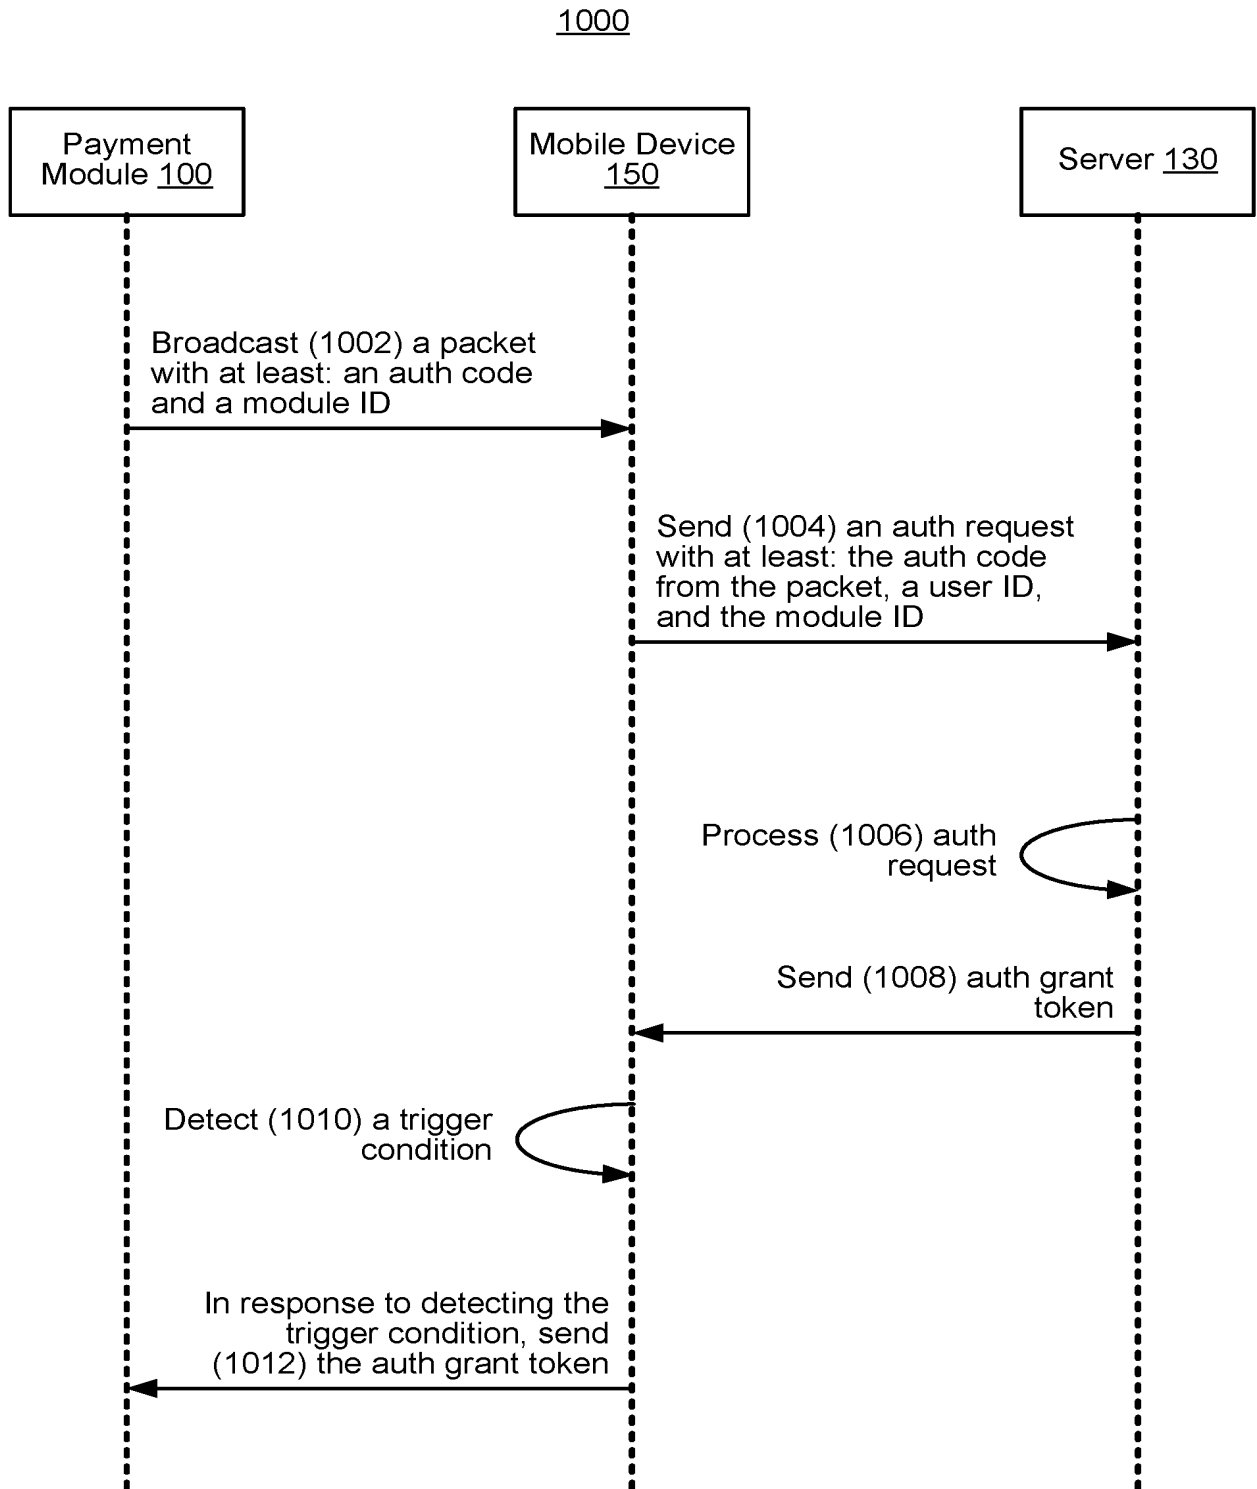 1000
Payment
Module 100
Mobile Device
150
Server 130
Broadcast (1002) a packet
with at least: an auth code
and a module ID
Send (1004) an auth request
with at least: the auth code
from the packet, a user ID,
and the module ID
Process (1006) auth
request
Send (1008) auth grant
token
Detect (1010) a trigger
condition
In response to detecting the
trigger condition, send
(1012) the auth grant token